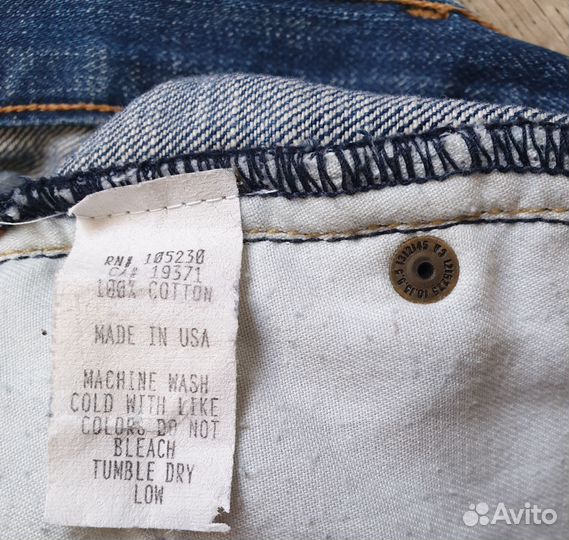 RN# 105230
CA# 19371
100% COTTON
MADE IN USA
MACHINE WASH
COLD WITH LIKE
COLORS DO NOT
BLEACH
TUMBLE DRY
LOW
Avito